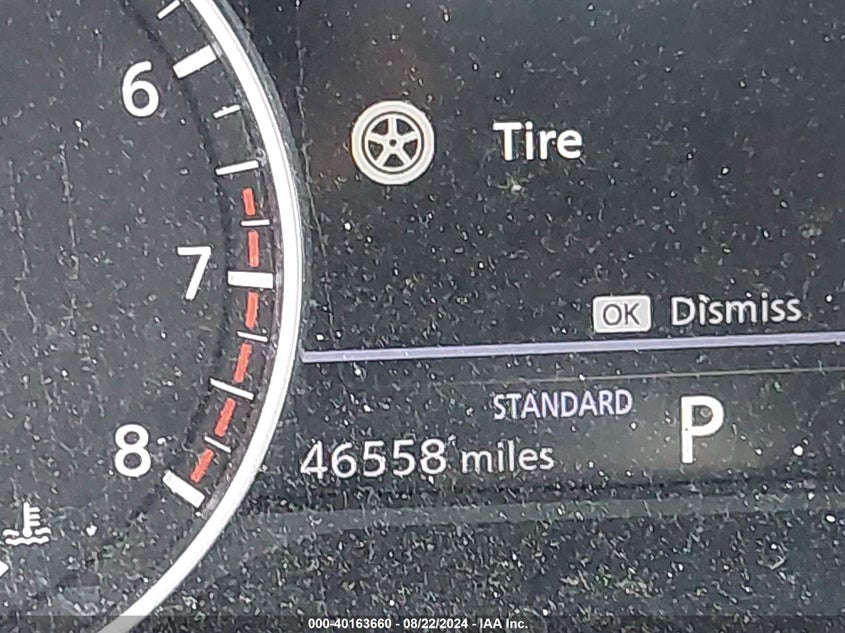 6
Tire
7
OK Dismiss
STANDARD P
8
46558 miles
000-40163660 - 08/22/2024 - IAA Inc.